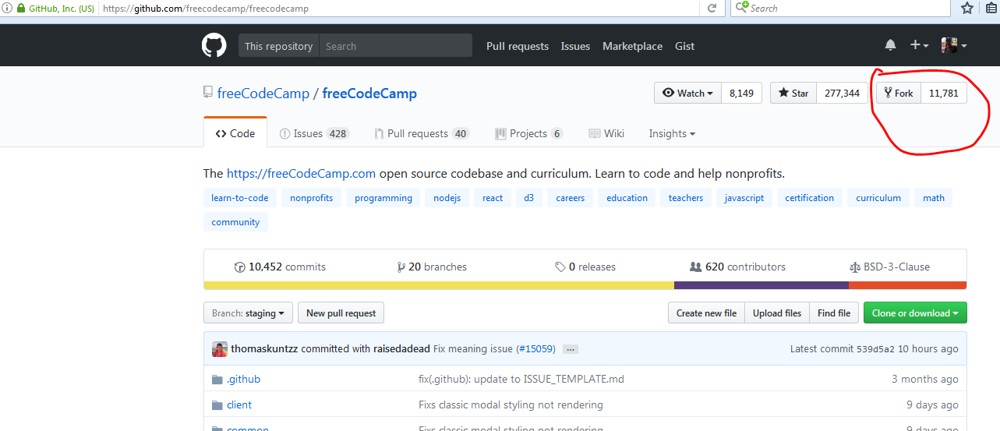 GitHub, Inc. (US) https://github.com/freecodecamp/freecodecamp Search
This repository Search Pull requests Issues Marketplace Gist
freeCodeCamp / freeCodeCamp Watch 8,149 Star 277,344 Fork 11,781
Code Issues 428 Pull requests 40 Projects 6 Wiki Insights
The https://freeCodeCamp.com open source codebase and curriculum. Learn to code and help nonprofits.
learn-to-code nonprofits programming nodejs react d3 careers education teachers javascript certification curriculum math
community
10,452 commits 20 branches 0 releases 620 contributors BSD-3-Clause
Branch: staging New pull request Create new file Upload files Find file Clone or download
thomaskuntzz committed with raisedadead Fix meaning issue (#15059) ... Latest commit 539d5a2 10 hours ago
.github fix(.github): update to ISSUE_TEMPLATE.md 3 months ago
client Fixs classic modal styling not rendering 9 days ago
common Fixs classic modal styling not rendering 9 days ago